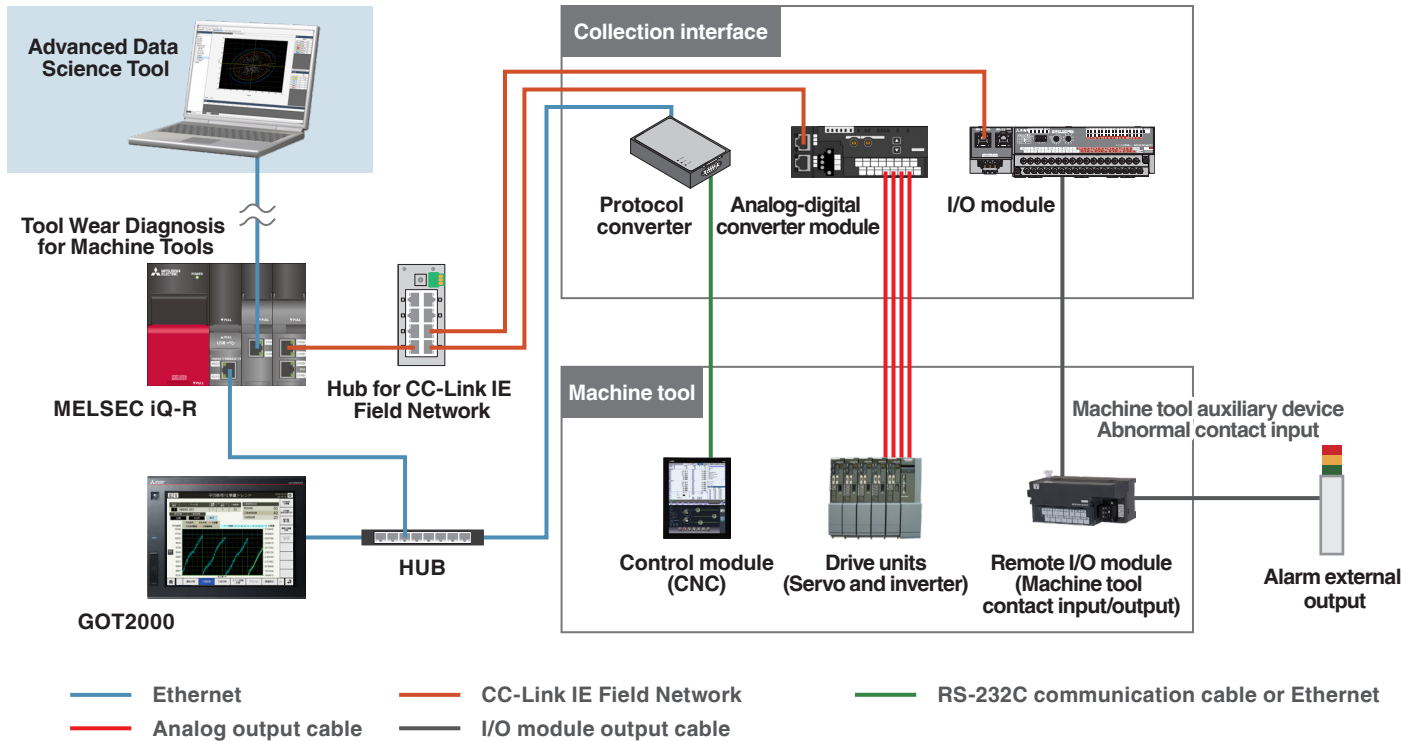 Advanced Data
Science Tool
Collection interface
Protocol
converter
Analog-digital
converter module
I/O module
Tool Wear Diagnosis
for Machine Tools
MITSUBISHI
ELECTRIC
POWER
MELSEC iQ-R
Hub for CC-Link IE
Field Network
Machine tool
Machine tool auxiliary device
Abnormal contact input
Control module
(CNC)
Drive units
(Servo and inverter)
Remote I/O module
(Machine tool
contact input/output)
Alarm external
output
HUB
GOT2000
Ethernet
CC-Link IE Field Network
RS-232C communication cable or Ethernet
Analog output cable
I/O module output cable